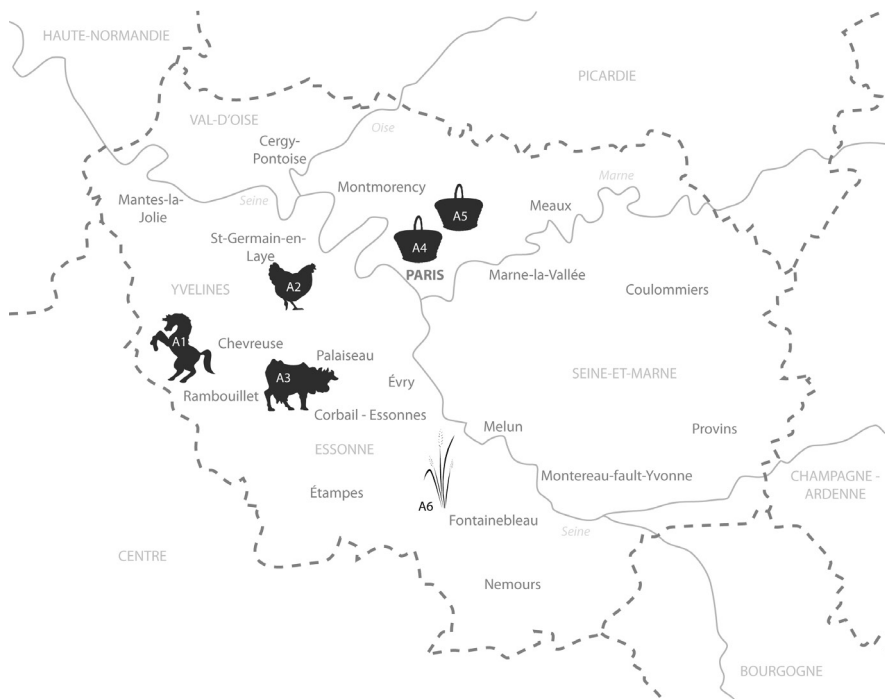 HAUTE-NORMANDIE
PICARDIE
VAL-D'OISE
Oise
Cergy-
Pontoise
Marne
Montmorency
Mantes-la-
Jolie
Seine
Meaux
A5
St-Germain-en-
Laye
A4
PARIS
Marne-la-Vallée
A2
YVELINES
Coulommiers
A1
Chevreuse
Palaiseau
A3
Évry
SEINE-ET-MARNE
Rambouillet
Corbail - Essonnes
Melun
Provins
ESSONNE
Montereau-fault-Yvonne
CHAMPAGNE -
ARDENNE
Étampes
A6
Fontainebleau
Seine
CENTRE
Nemours
BOURGOGNE